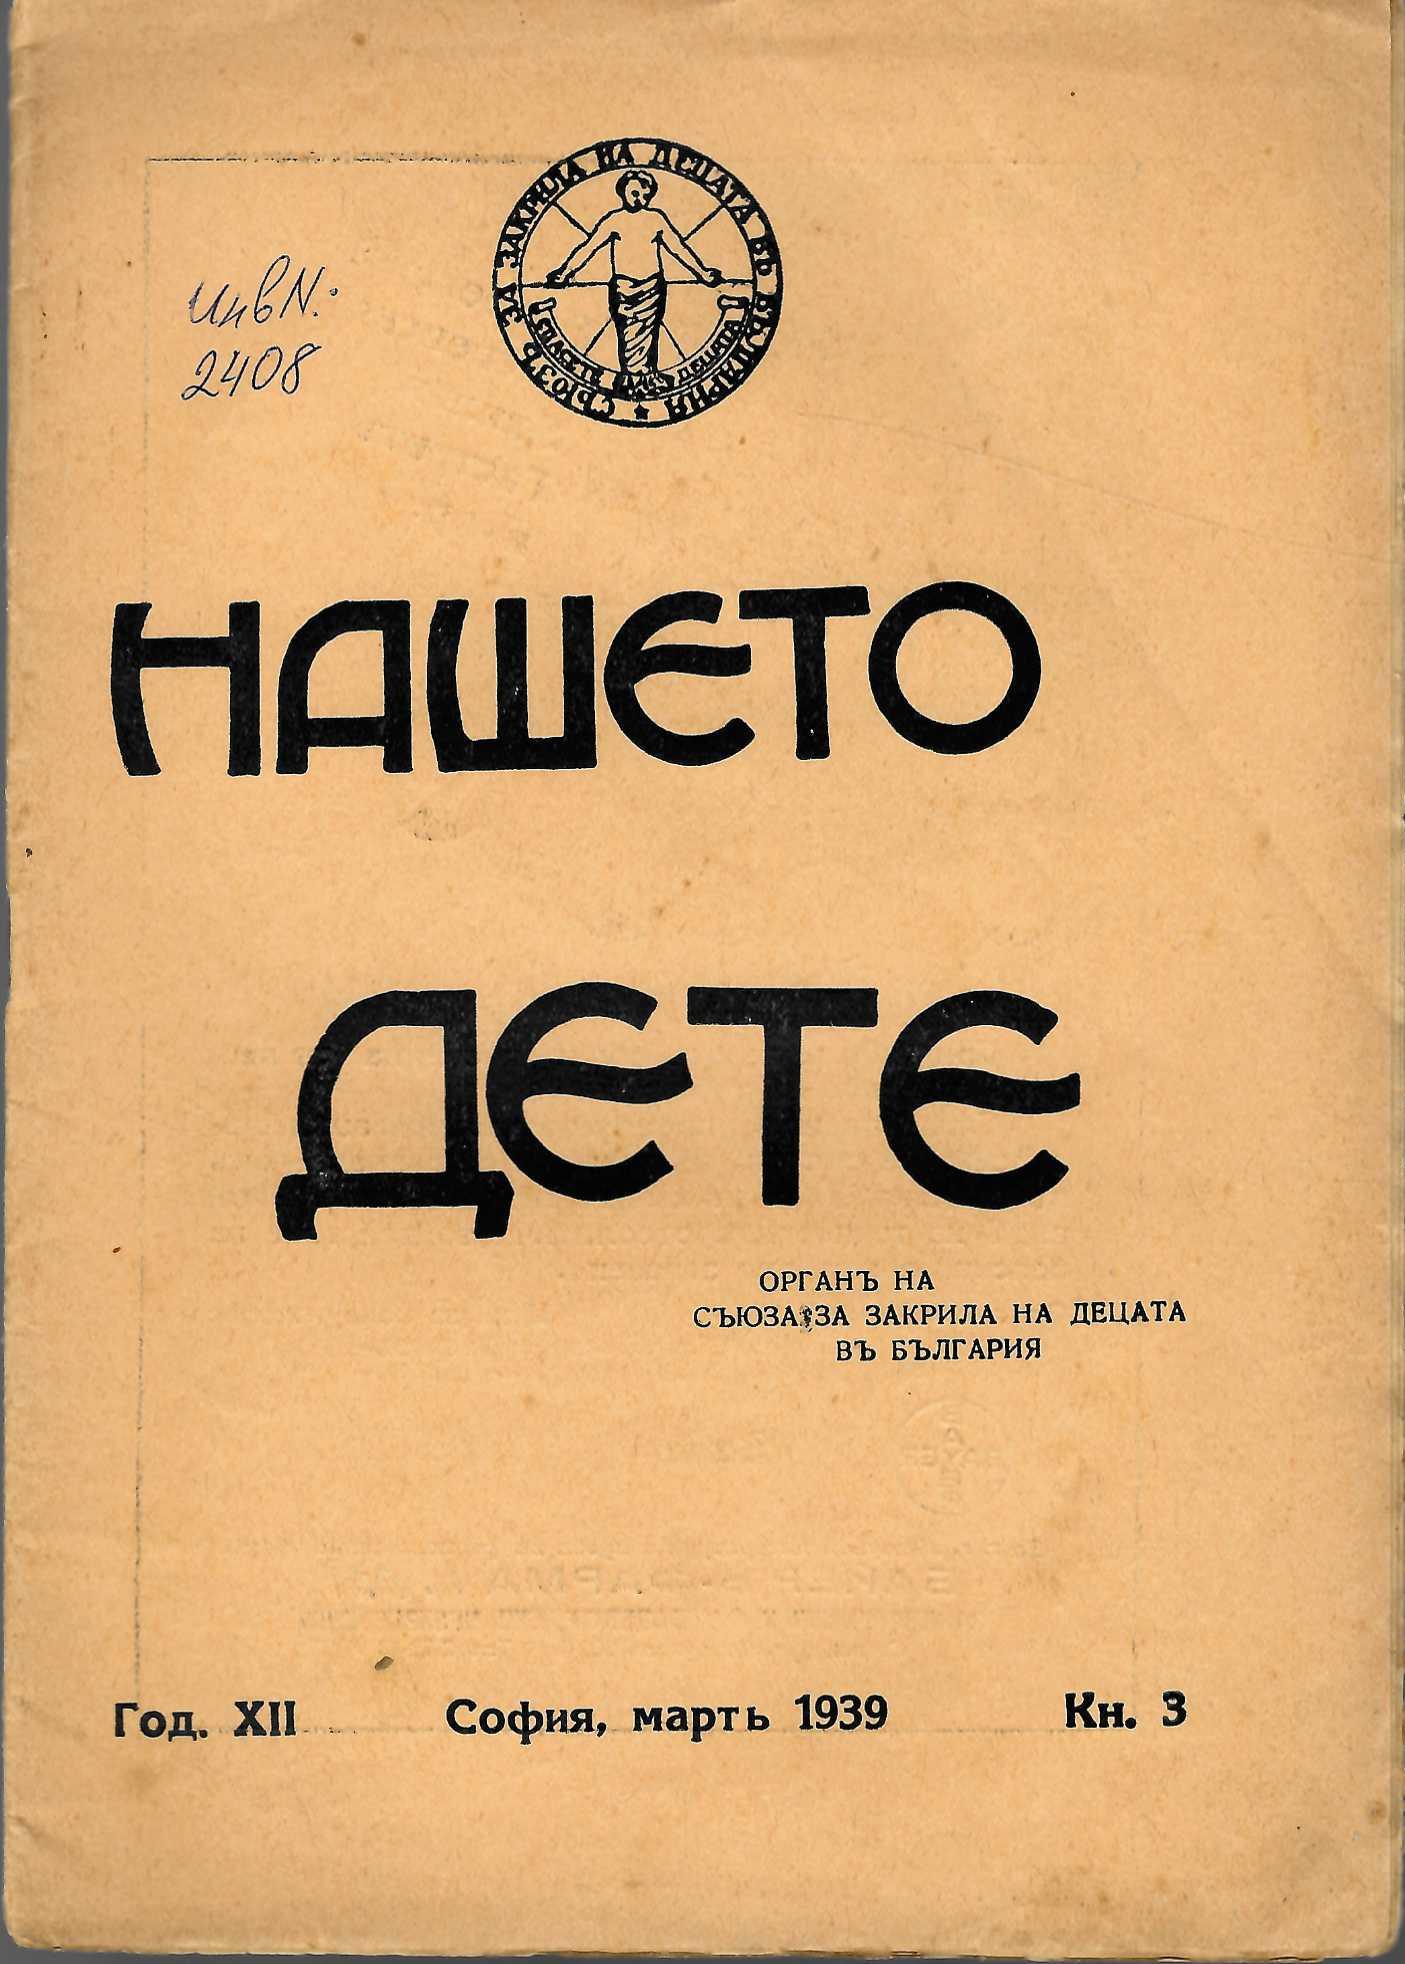 СЪЮЗЪ ЗА ЗАКРИЛА НА ДЕЦАТА ВЪ БЪЛГАРИЯ
ИнвN:
2408
НАШЕТО
ДЕТЕ
ОРГАНЪ НА
СЪЮЗА ЗА ЗАКРИЛА НА ДЕЦАТА
ВЪ БЪЛГАРИЯ
Год. XII София, мартъ 1939 Кн. 3